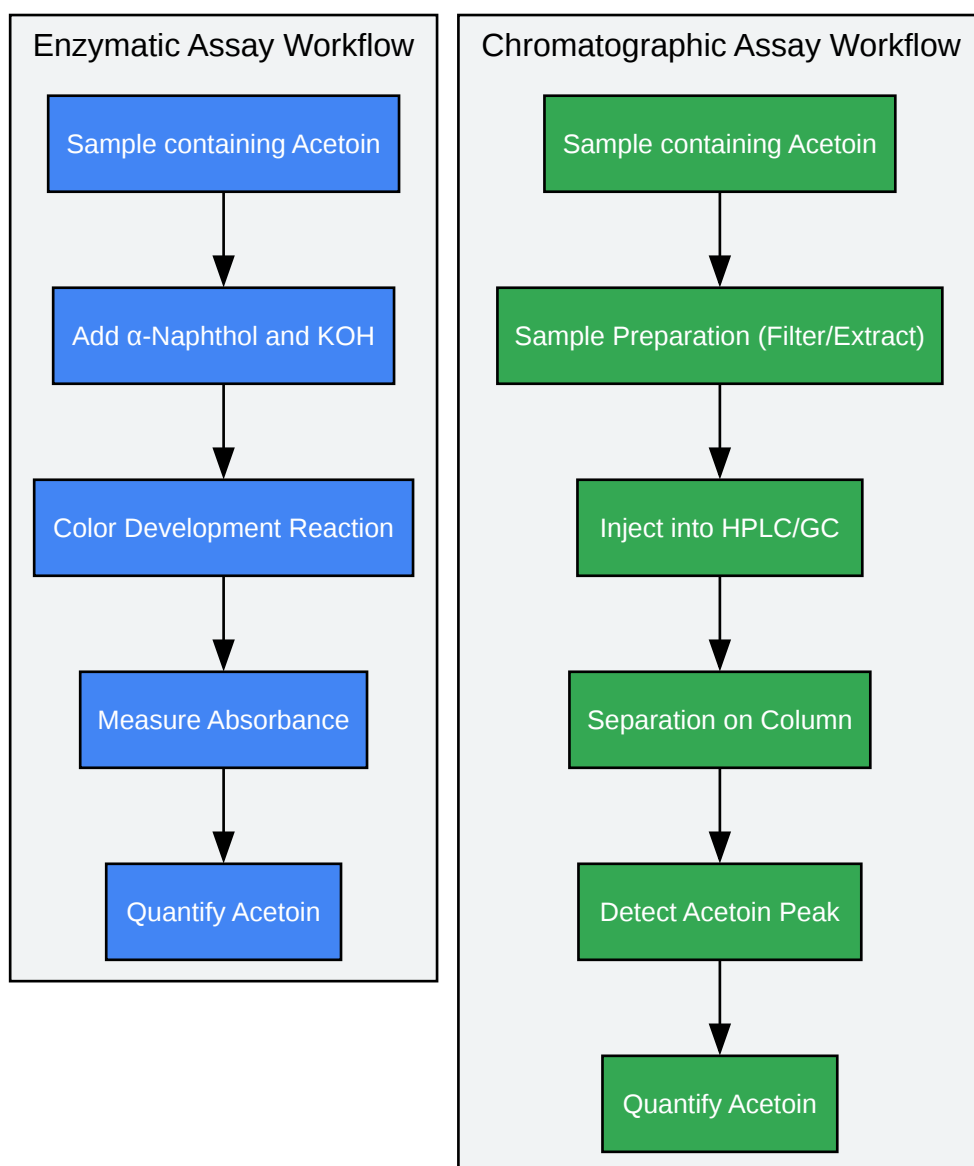 Enzymatic Assay Workflow
Sample containing Acetoin
Add α-Naphthol and KOH
Color Development Reaction
Measure Absorbance
Quantify Acetoin
Chromatographic Assay Workflow
Sample containing Acetoin
Sample Preparation (Filter/Extract)
Inject into HPLC/GC
Separation on Column
Detect Acetoin Peak
Quantify Acetoin